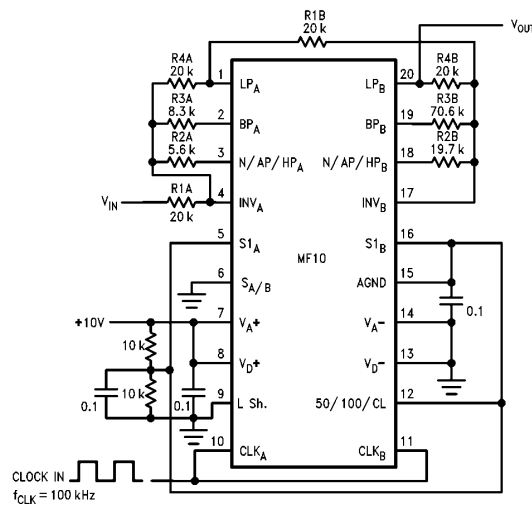 R1B
20 k
V_OUT
R4A
20 k
1
LP_A
LP_B
20
R4B
20 k
R3A
8.3 k
2
BP_A
BP_B
19
R3B
70.6 k
R2A
5.6 k
3
N/AP/HP_A
N/AP/HP_B
18
R2B
19.7 k
V_IN
R1A
20 k
4
INV_A
INV_B
17
5
S1_A
S1_B
16
MF10
6
S_A/B
AGND
15
0.1
+10V
7
V_A+
V_A−
14
10 k
8
V_D+
V_D−
13
0.1
10 k
0.1
9
L Sh.
50/100/CL
12
10
CLK_A
CLK_B
11
CLOCK IN
f_CLK = 100 kHz